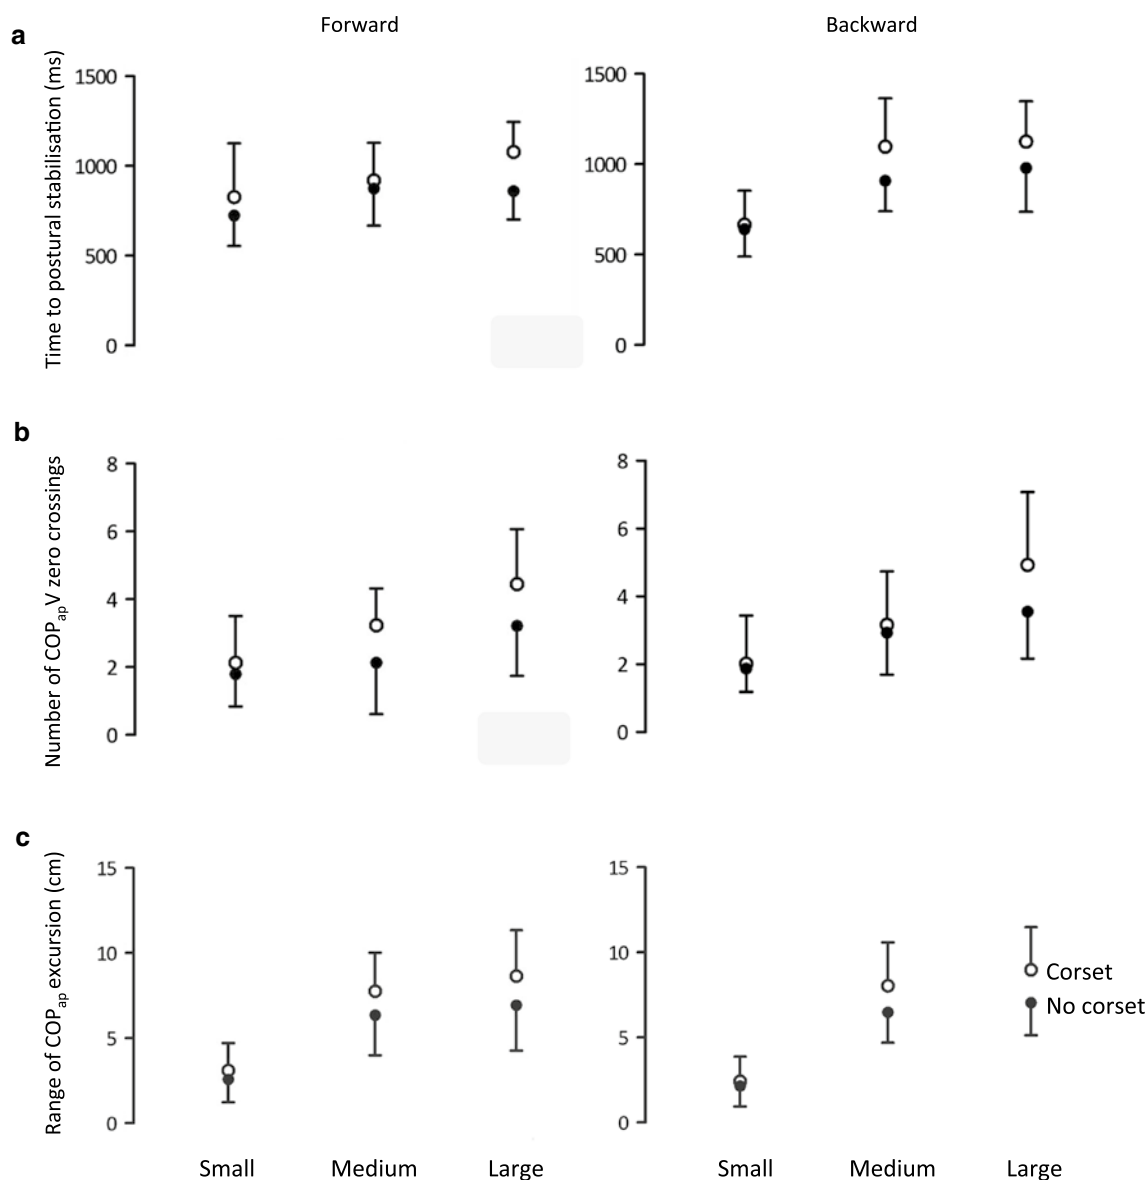 Forward
Backward
a
Time to postural stabilisation (ms)
1500
1000
500
0
1500
1000
500
0
b
Number of COPapV zero crossings
8
6
4
2
0
8
6
4
2
0
c
Range of COPap excursion (cm)
15
10
5
0
15
10
5
0
Corset
No corset
Small
Medium
Large
Small
Medium
Large